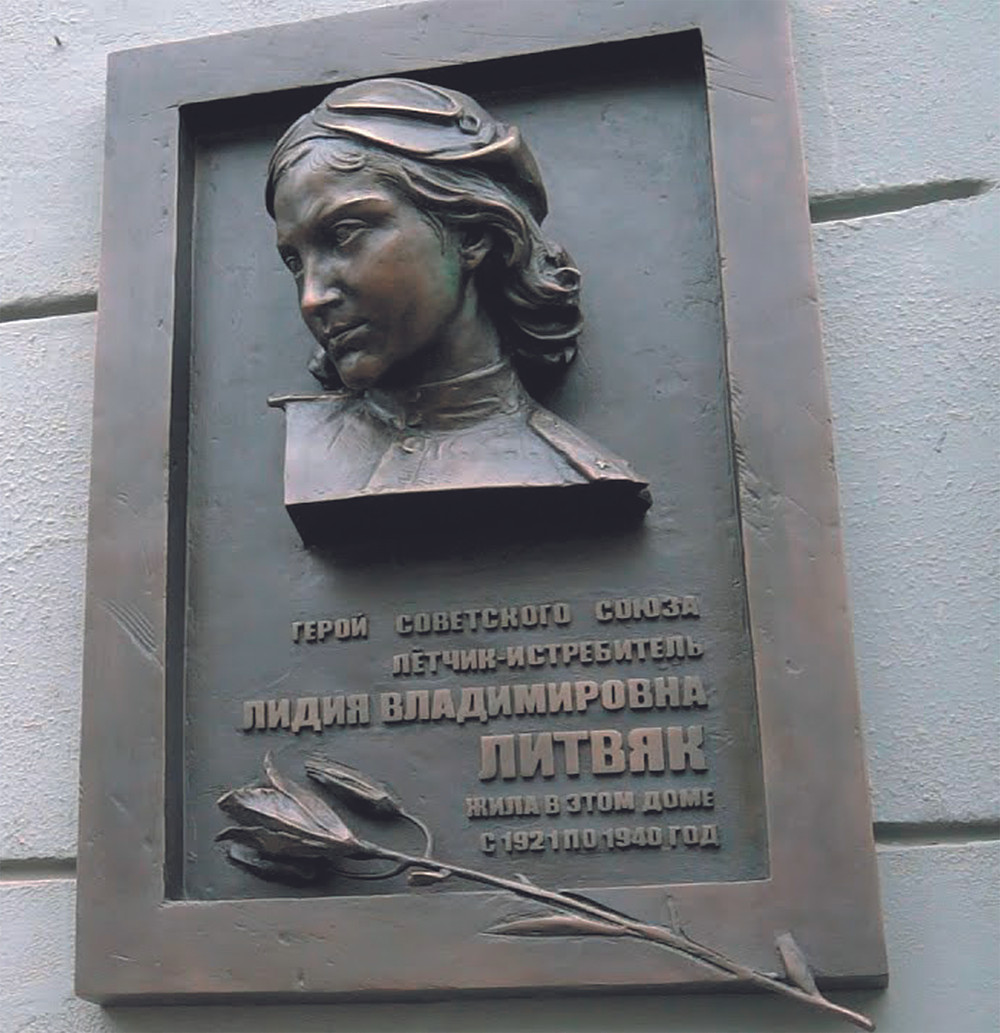 ГЕРОЙ СОВЕТСКОГО СОЮЗА
ЛЁТЧИК-ИСТРЕБИТЕЛЬ
ЛИДИЯ ВЛАДИМИРОВНА
ЛИТВЯК
ЖИЛА В ЭТОМ ДОМЕ
С 1921 ПО 1940 ГОД